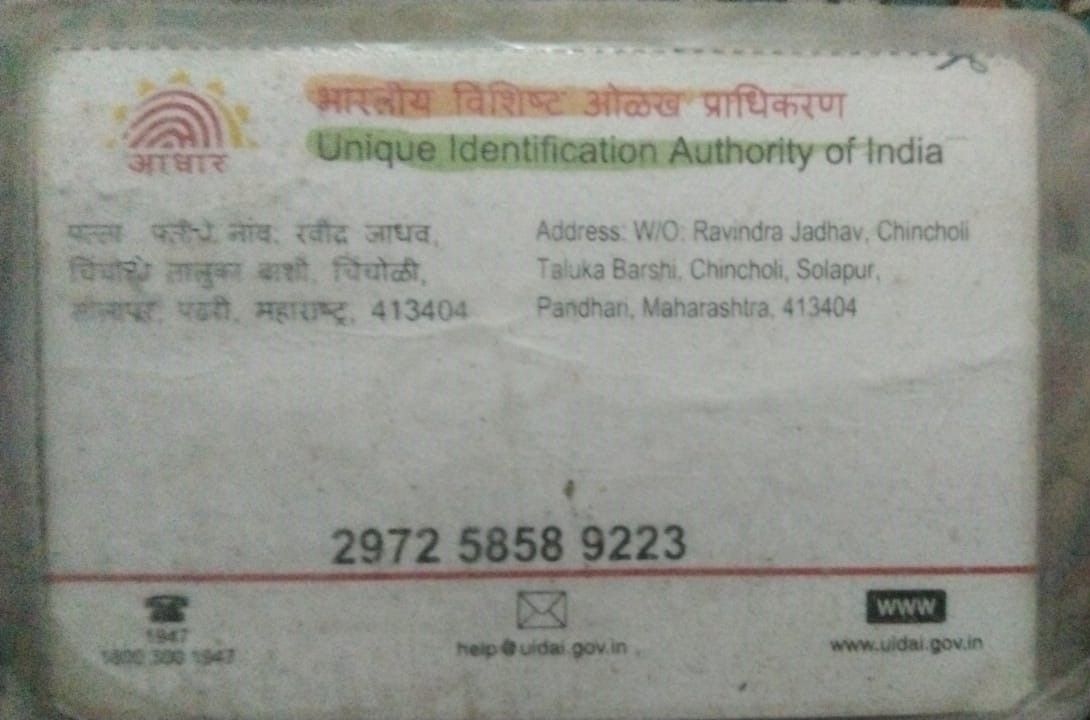 आधार
भारतीय विशिष्ट ओळख प्राधिकरण
Unique Identification Authority of India
पत्ता जाधव,
तालुका बार्शी, चिंचोळी,
महाराष्ट्र, 413404
Address: W/O: Ravindra Jadhav, Chincholi
Taluka Barshi, Chincholi, Solapur,
Pandhari, Maharashtra, 413404
2972 5858 9223
1947
1800 300 1947
help@uidai.gov.in
WWW
www.uidai.gov.in